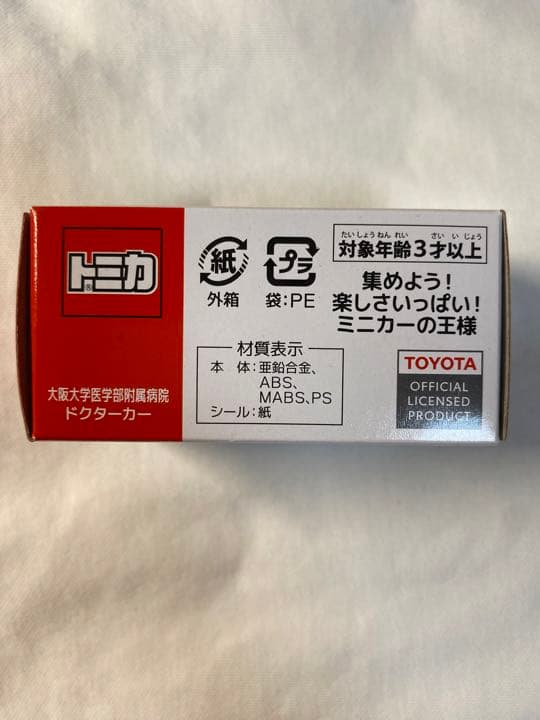 トミカ
®
大阪大学医学部附属病院
ドクターカー
紙
外箱
プラ
袋:PE
材質表示
本 体:亜鉛合金、
ABS、
MABS、PS
シール:紙
たいしょうねんれい さいいじょう
対象年齢3才以上
集めよう!
楽しさいっぱい!
ミニカーの王様
TOYOTA
OFFICIAL
LICENSED
PRODUCT